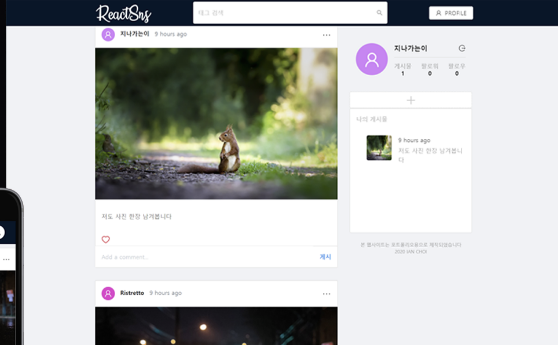 ReactSns
태그 검색
PROFILE
지나가는이
9 hours ago
저도 사진 한장 남겨봅니다
Add a comment..
게시
Ristretto
9 hours ago
지나가는이
게시물
팔로워
팔로우
1
0
0
나의 게시물
9 hours ago
저도 사진 한장 남겨봅니
다
본 웹사이트는 포트폴리오용으로 제작되었습니다